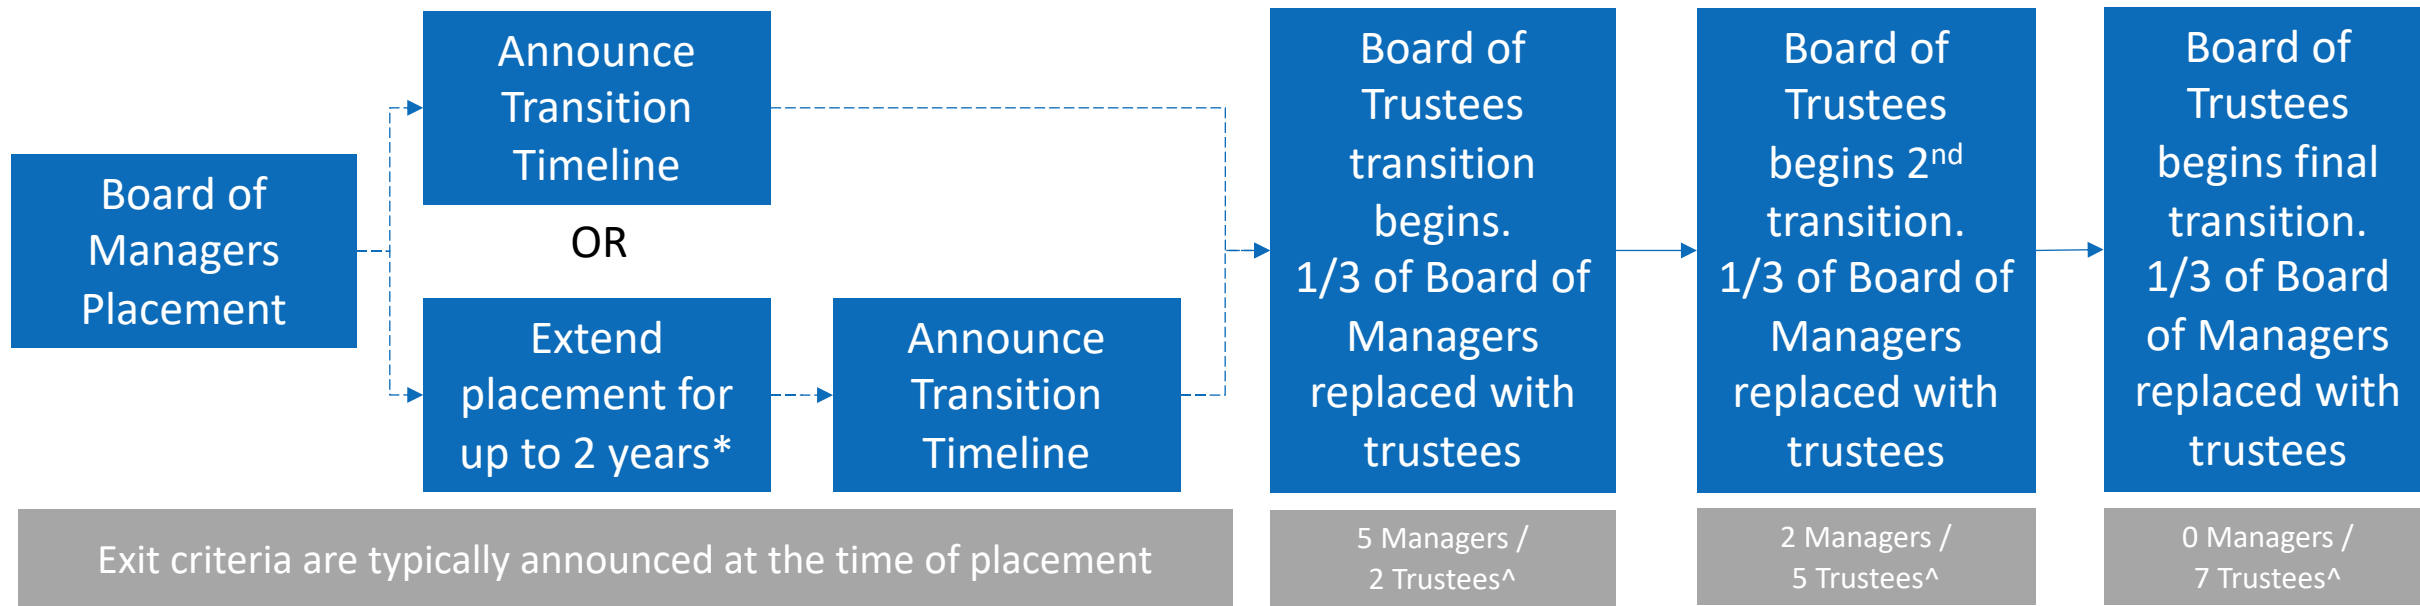 Board of
Managers
Placement
Announce
Transition
Timeline
OR
Extend
placement for
up to 2 years*
Announce
Transition
Timeline
Board of
Trustees
transition
begins.
1/3 of Board of
Managers
replaced with
trustees
Board of
Trustees
begins 2nd
transition.
1/3 of Board of
Managers
replaced with
trustees
Board of
Trustees
begins final
transition.
1/3 of Board
of Managers
replaced with
trustees
Exit criteria are typically announced at the time of placement
5 Managers /
2 Trustees^
2 Managers /
5 Trustees^
0 Managers /
7 Trustees^